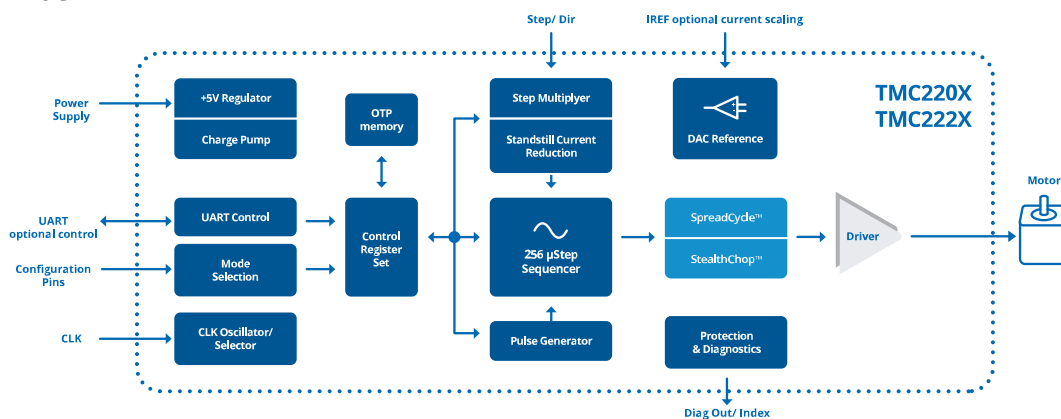 Step/ Dir
IREF optional current scaling
TMC220X
TMC222X
Power
Supply
+5V Regulator
Charge Pump
OTP
memory
Step Multiplyer
Standstill Current
Reduction
DAC Reference
Motor
UART
optional control
UART Control
Control
Register
Set
256 µStep
Sequencer
SpreadCycle™
StealthChop™
Driver
Configuration
Pins
Mode
Selection
CLK
CLK Oscillator/
Selector
Pulse Generator
Protection
& Diagnostics
Diag Out/ Index